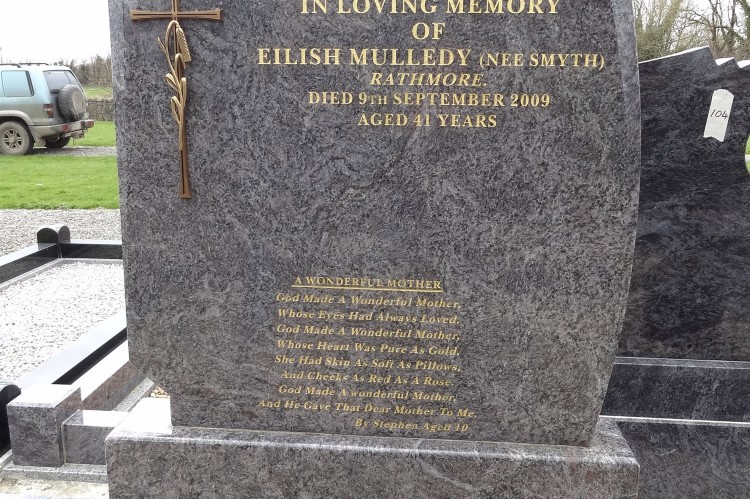 IN LOVING MEMORY
OF
EILISH MULLEDY (NEE SMYTH)
RATHMORE.
DIED 9TH SEPTEMBER 2009
AGED 41 YEARS
A WONDERFUL MOTHER
God Made A Wonderful Mother,
Whose Eyes Had Always Loved,
God Made A Wonderful Mother,
Whose Heart Was Pure As Gold,
She Had Skin As Soft As Pillows,
And Cheeks As Red As A Rose.
God Made A wonderful Mother,
And He Gave That Dear Mother To Me.
By Stephen Aged 10
104